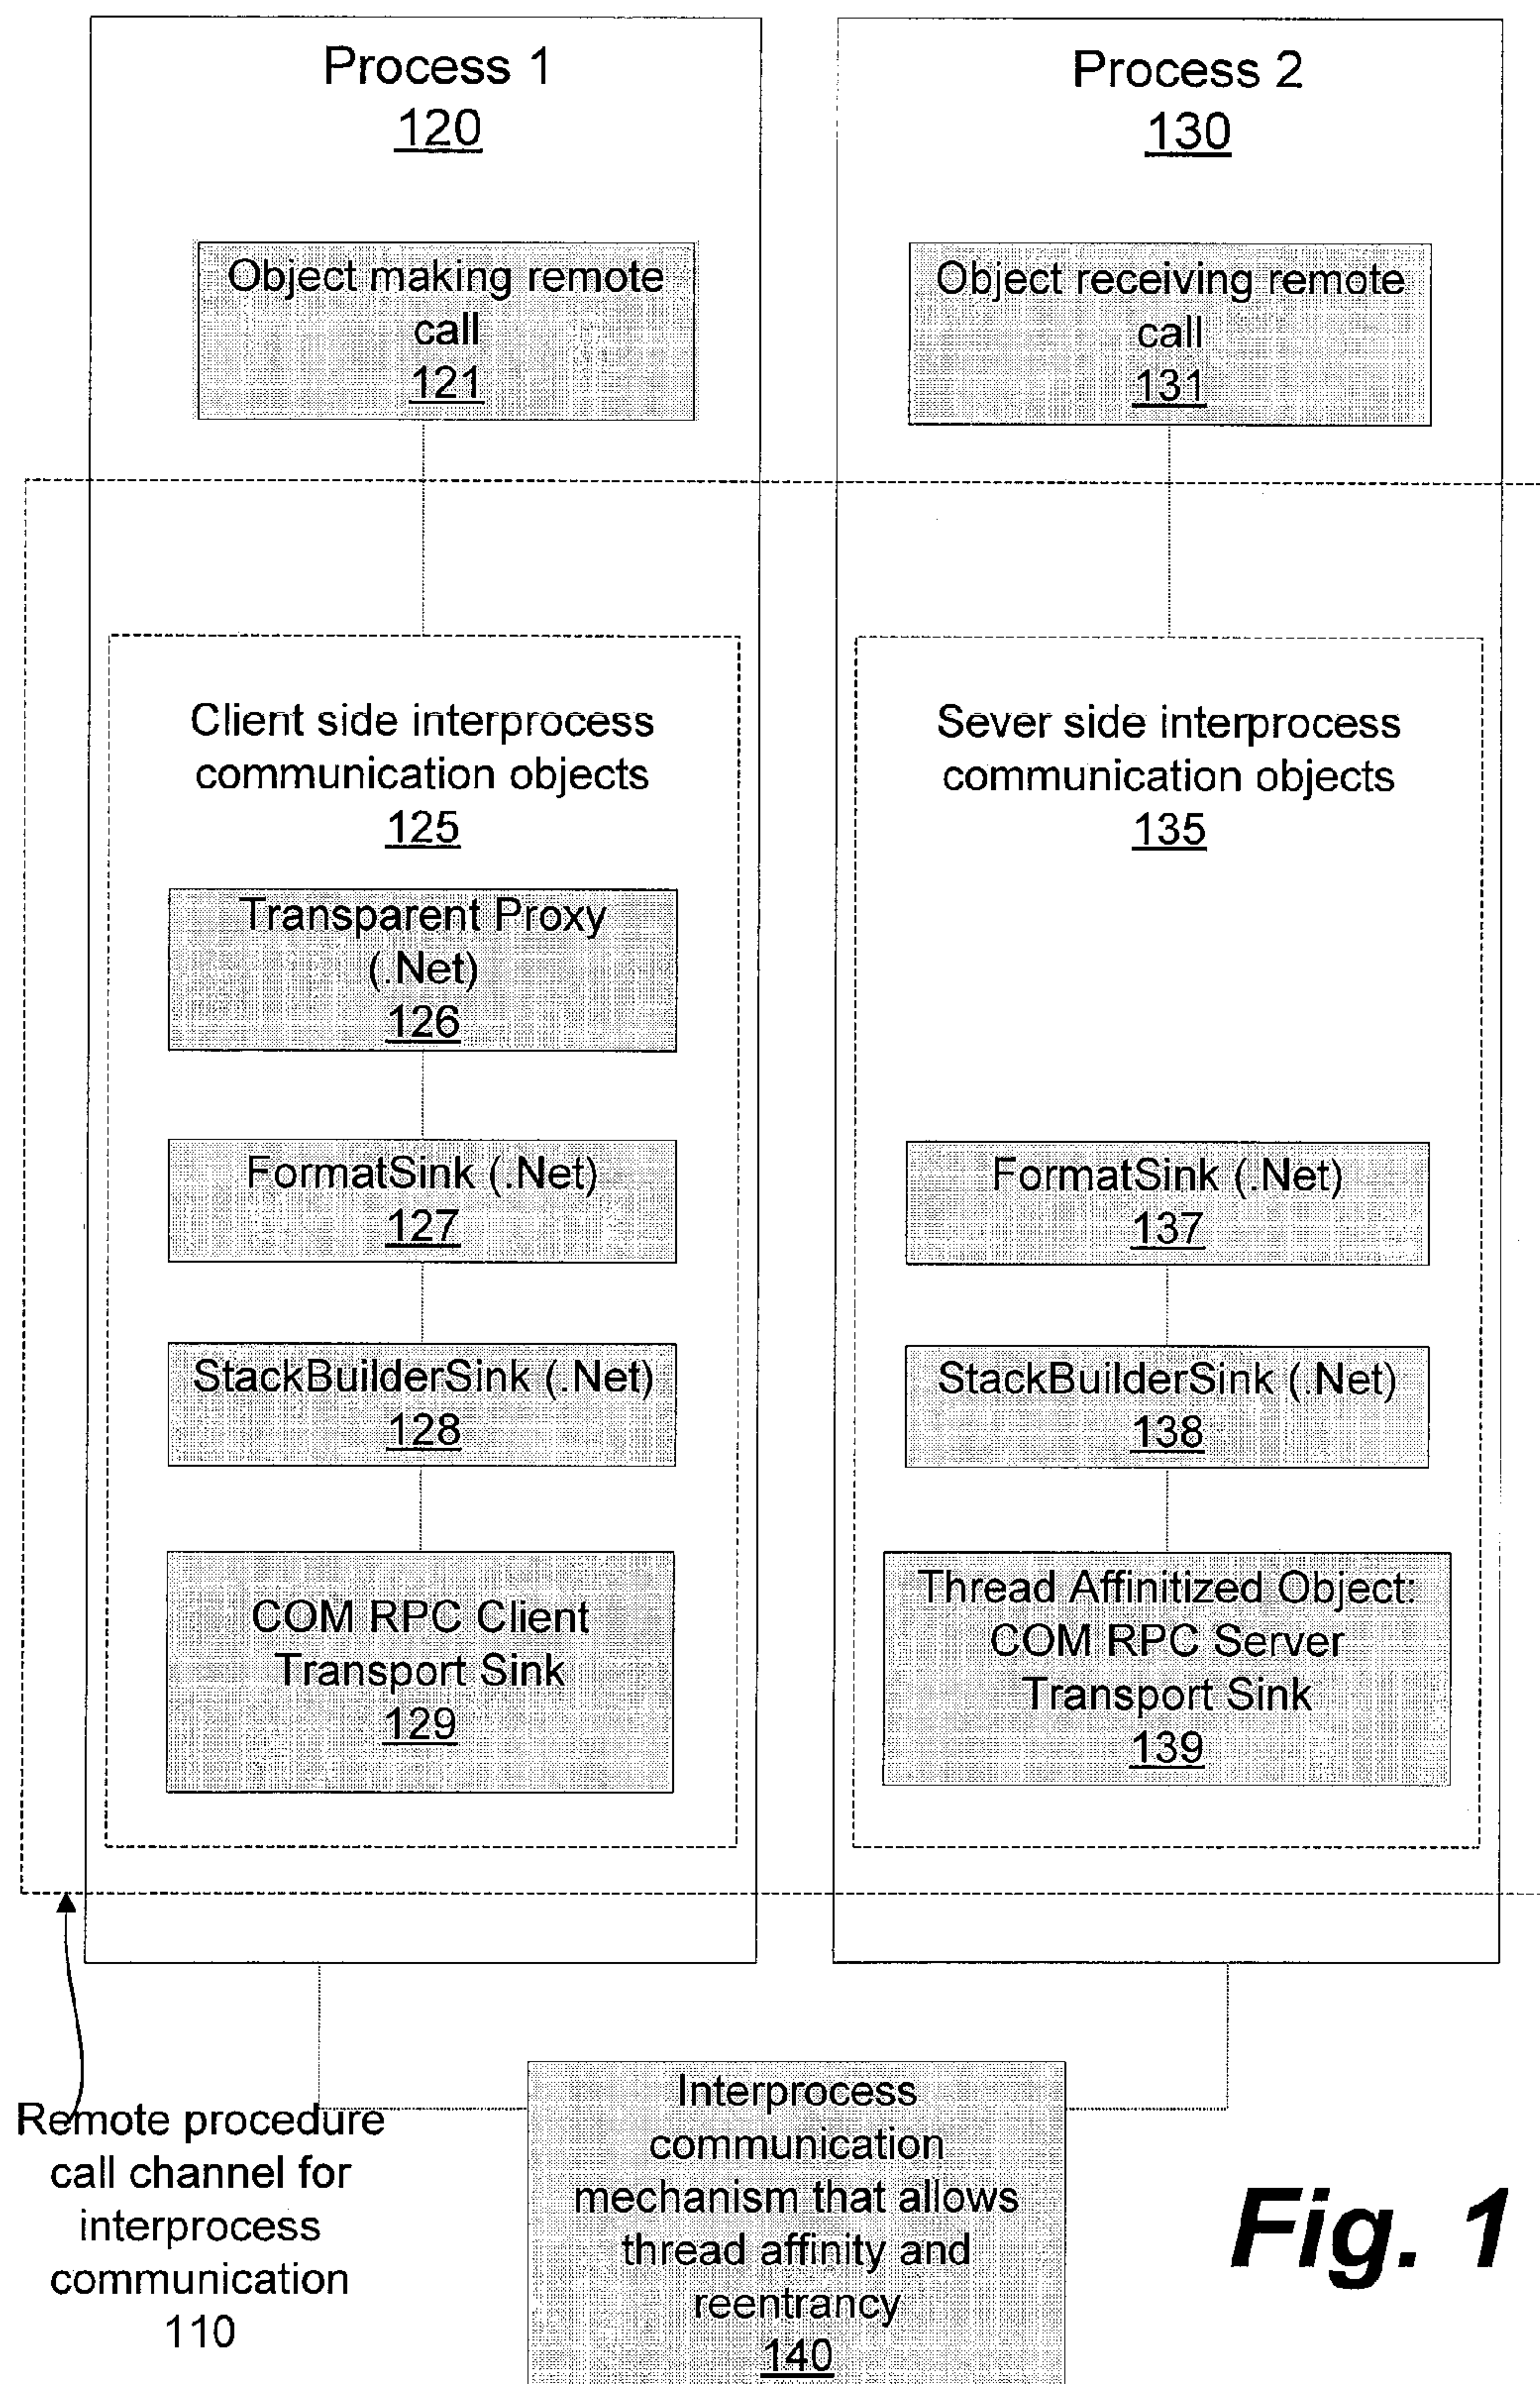 Process 1
120
Object making remote
call
121
Client side interprocess
communication objects
125
Transparent Proxy
(.Net)
126
FormatSink (.Net)
127
StackBuilderSink (.Net)
128
COM RPC Client
Transport Sink
129
Process 2
130
Object receiving remote
call
131
Sever side interprocess
communication objects
135
FormatSink (.Net)
137
StackBuilderSink (.Net)
138
Thread Affinitized Object:
COM RPC Server
Transport Sink
139
Remote procedure
call channel for
interprocess
communication
110
Interprocess
communication
mechanism that allows
thread affinity and
reentrancy
140
Fig. 1